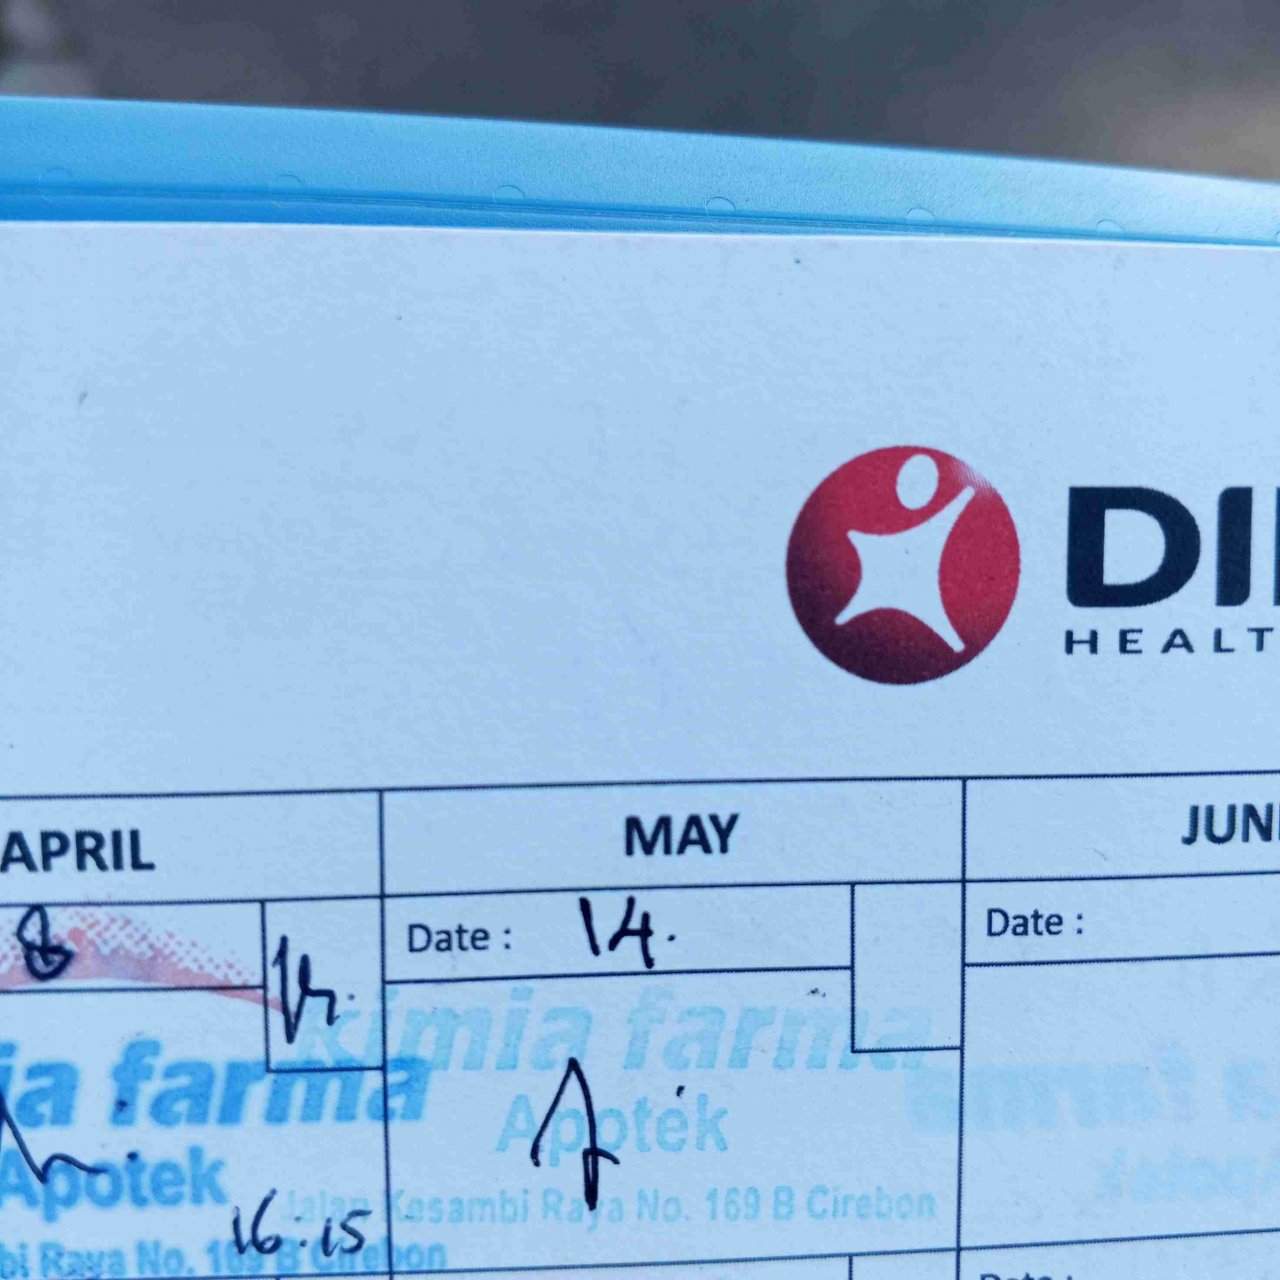 DI
HEALT
APRIL
MAY
JUN
8
Date : 14.
Date :
kimia farma
Apotek
Jalan Kesambi Raya No. 169 B Cirebon
ia farma
Apotek
16:15
bi Raya No. 169 B Cirebon
Date :